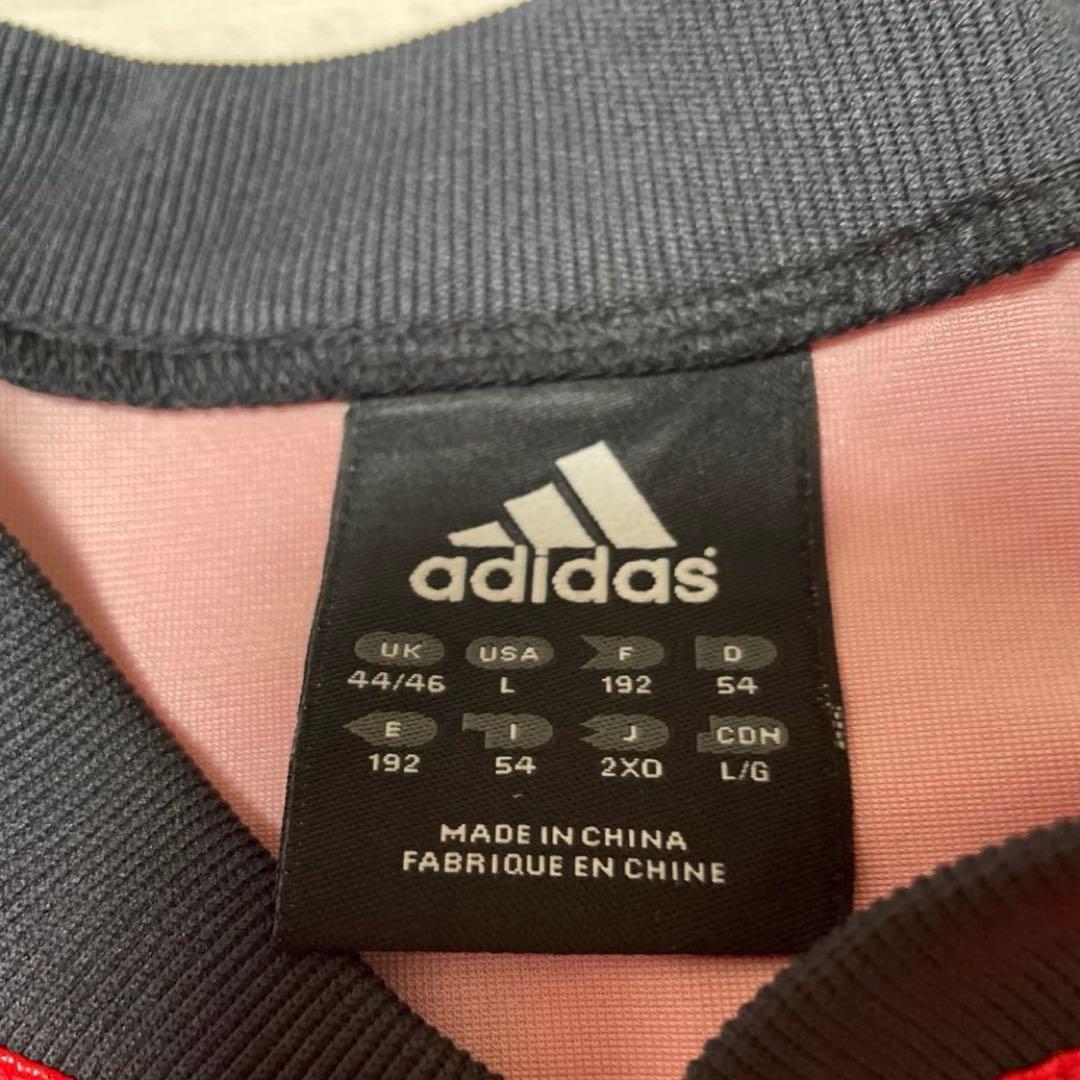 adidas
UK USA F D
44/46 L 192 54
E I J CDN
192 54 2XO L/G
MADE IN CHINA
FABRIQUE EN CHINE